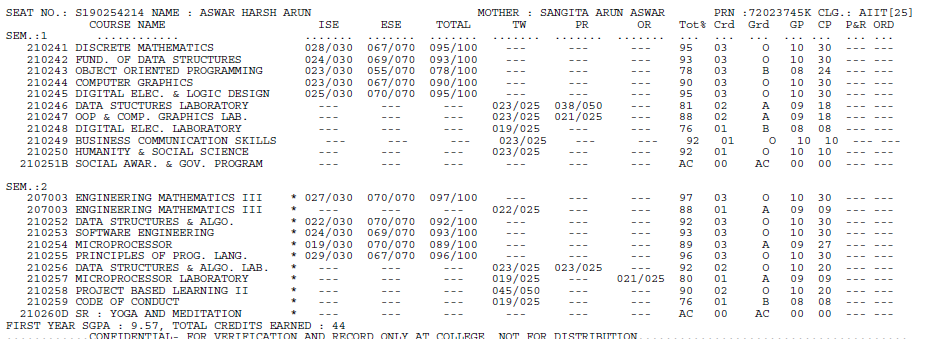 SEAT NO.: S190254214 NAME : ASWAR HARSH ARUN MOTHER : SANGITA ARUN ASWAR PRN :72023745K CLG.: AIIT[25]
COURSE NAME ISE ESE TOTAL TW PR OR Tot% Crd Grd GP CP P&R ORD
SEM.:1 ............ ....... ....... ....... ....... ....... ....... ... ... ... ... ... ... ...
210241 DISCRETE MATHEMATICS 028/030 067/070 095/100 --- --- --- 95 03 O 10 30 --- ---
210242 FUND. OF DATA STRUCTURES 024/030 069/070 093/100 --- --- --- 93 03 O 10 30 --- ---
210243 OBJECT ORIENTED PROGRAMMING 023/030 055/070 078/100 --- --- --- 78 03 B 08 24 --- ---
210244 COMPUTER GRAPHICS 023/030 067/070 090/100 --- --- --- 90 03 O 10 30 --- ---
210245 DIGITAL ELEC. & LOGIC DESIGN 025/030 070/070 095/100 --- --- --- 95 03 O 10 30 --- ---
210246 DATA STUCTURES LABORATORY --- --- --- 023/025 038/050 --- 81 02 A 09 18 --- ---
210247 OOP & COMP. GRAPHICS LAB. --- --- --- 023/025 021/025 --- 88 02 A 09 18 --- ---
210248 DIGITAL ELEC. LABORATORY --- --- --- 019/025 --- --- 76 01 B 08 08 --- ---
210249 BUSINESS COMMUNICATION SKILLS --- --- --- 023/025 --- --- 92 01 O 10 10 --- ---
210250 HUMANITY & SOCIAL SCIENCE --- --- --- 023/025 --- --- 92 01 O 10 10 --- ---
210251B SOCIAL AWAR. & GOV. PROGRAM --- --- --- --- --- --- AC 00 AC 00 00 --- ---
SEM.:2
207003 ENGINEERING MATHEMATICS III * 027/030 070/070 097/100 --- --- --- 97 03 O 10 30 --- ---
207003 ENGINEERING MATHEMATICS III * --- --- --- 022/025 --- --- 88 01 A 09 09 --- ---
210252 DATA STRUCTURES & ALGO. * 022/030 070/070 092/100 --- --- --- 92 03 O 10 30 --- ---
210253 SOFTWARE ENGINEERING * 024/030 069/070 093/100 --- --- --- 93 03 O 10 30 --- ---
210254 MICROPROCESSOR * 019/030 070/070 089/100 --- --- --- 89 03 A 09 27 --- ---
210255 PRINCIPLES OF PROG. LANG. * 029/030 067/070 096/100 --- --- --- 96 03 O 10 30 --- ---
210256 DATA STRUCTURES & ALGO. LAB. * --- --- --- 023/025 023/025 --- 92 02 O 10 20 --- ---
210257 MICROPROCESSOR LABORATORY * --- --- --- 019/025 --- 021/025 80 01 A 09 09 --- ---
210258 PROJECT BASED LEARNING II * --- --- --- 045/050 --- --- 90 02 O 10 20 --- ---
210259 CODE OF CONDUCT * --- --- --- 019/025 --- --- 76 01 B 08 08 --- ---
210260D SR : YOGA AND MEDITATION * --- --- --- --- --- --- AC 00 AC 00 00 --- ---
FIRST YEAR SGPA : 9.57, TOTAL CREDITS EARNED : 44
............CONFIDENTIAL- FOR VERIFICATION AND RECORD ONLY AT COLLEGE, NOT FOR DISTRIBUTION.......................................